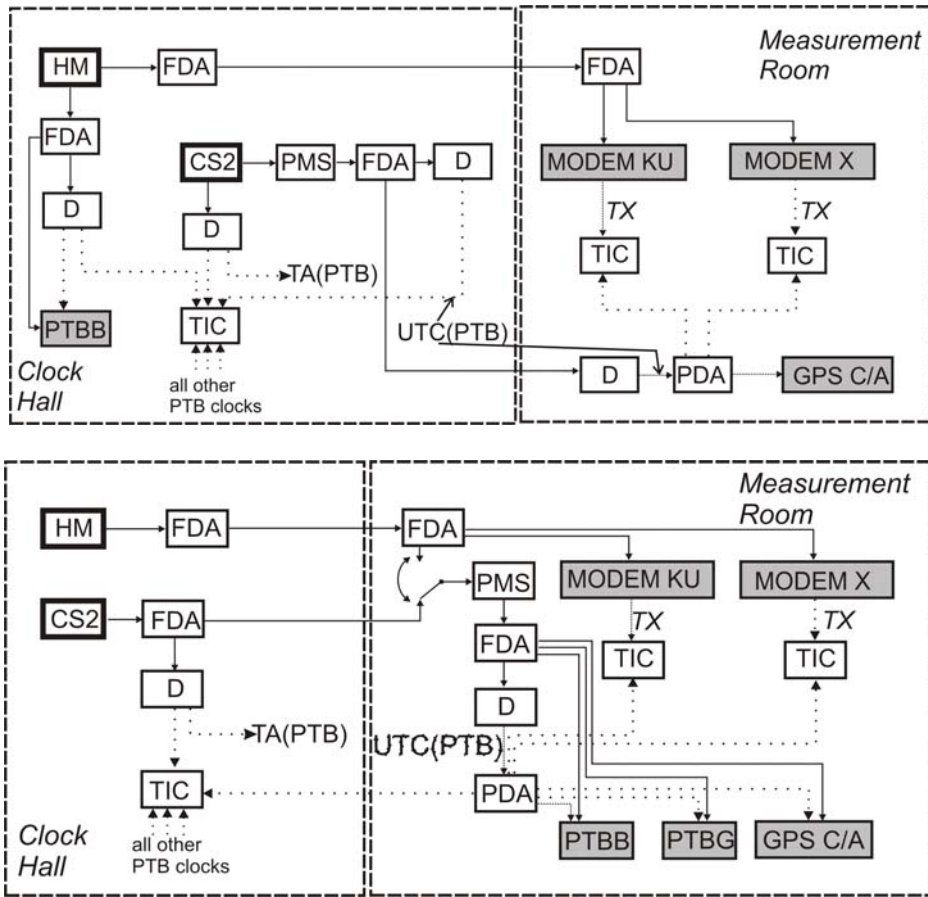 Measurement
Room
HM
FDA
FDA
FDA
CS2
PMS
FDA
D
MODEM KU
MODEM X
D
D
TX
TX
TIC
TIC
TA(PTB)
PTBB
TIC
UTC(PTB)
Clock
Hall
all other
PTB clocks
D
PDA
GPS C/A
Measurement
Room
HM
FDA
FDA
PMS
MODEM KU
MODEM X
CS2
FDA
TX
TX
FDA
TIC
TIC
D
D
TA(PTB)
UTC(PTB)
TIC
PDA
Clock
Hall
all other
PTB clocks
PTBB
PTBG
GPS C/A